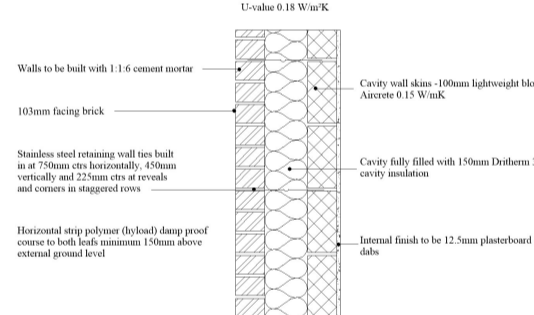 U-value 0.18 W/m²K
Walls to be built with 1:1:6 cement mortar
103mm facing brick
Stainless steel retaining wall ties built
in at 750mm ctrs horizontally, 450mm
vertically and 225mm ctrs at reveals
and corners in staggered rows
Horizontal strip polymer (hyload) damp proof
course to both leafs minimum 150mm above
external ground level
Cavity wall skins -100mm lightweight blo
Aircrete 0.15 W/mK
Cavity fully filled with 150mm Dritherm
cavity insulation
Internal finish to be 12.5mm plasterboard
dabs